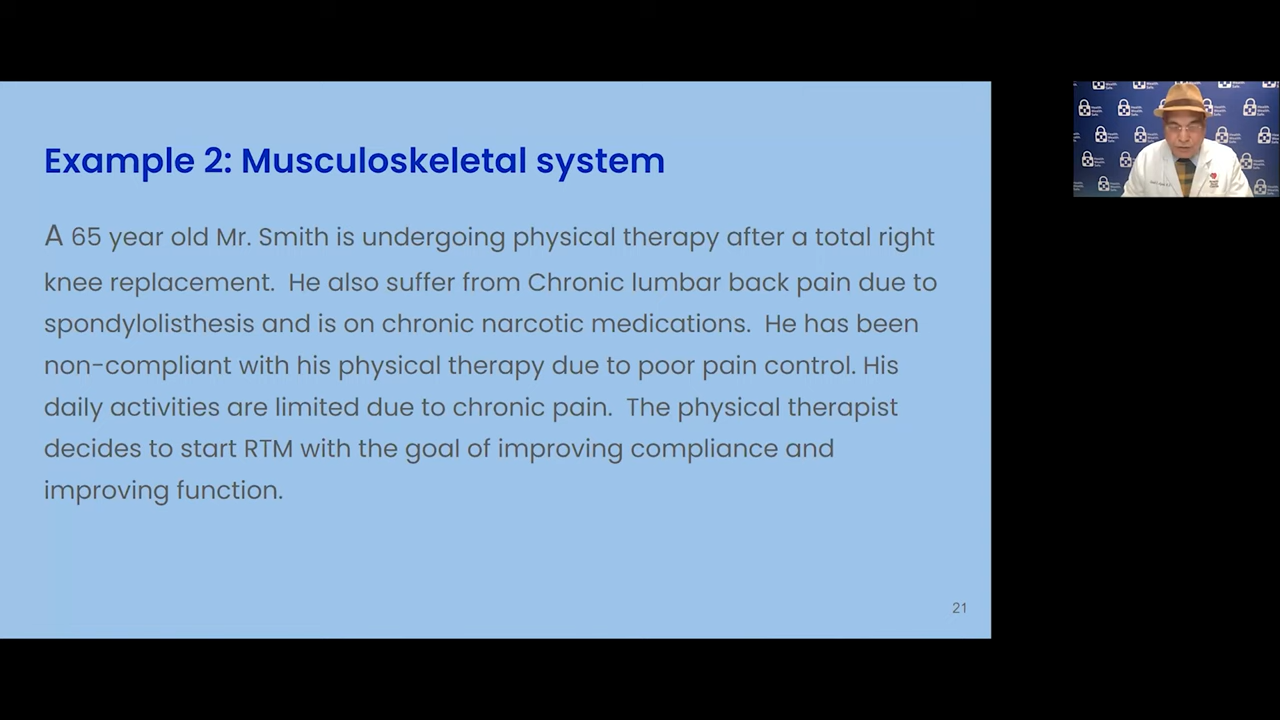 Example 2: Musculoskeletal system
A 65 year old Mr. Smith is undergoing physical therapy after a total right
knee replacement.  He also suffer from Chronic lumbar back pain due to
spondylolisthesis and is on chronic narcotic medications.  He has been
non-compliant with his physical therapy due to poor pain control. His
daily activities are limited due to chronic pain.  The physical therapist
decides to start RTM with the goal of improving compliance and
improving function.
21